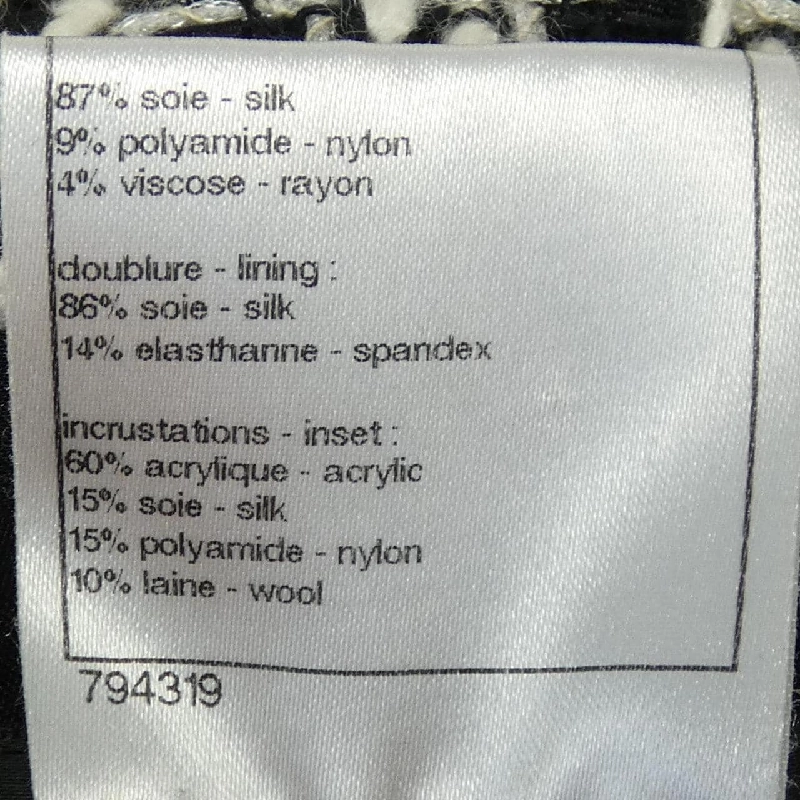 87% soie - silk
9% polyamide - nylon
4% viscose - rayon
doublure - lining :
86% soie - silk
14% elasthanne - spandex
incrustations - inset :
60% acrylique - acrylic
15% soie - silk
15% polyamide - nylon
10% laine - wool
794319